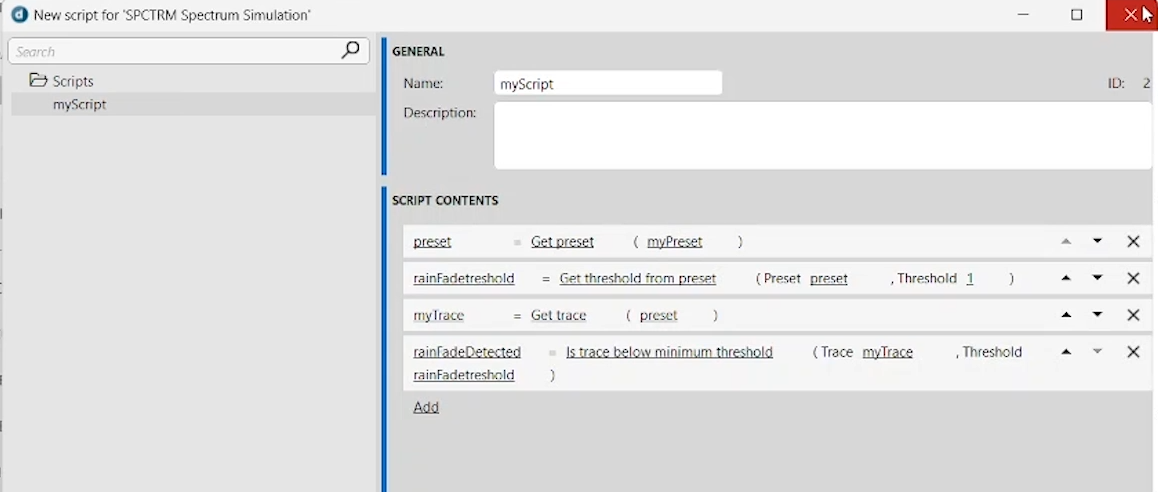 New script for 'SPCTRM Spectrum Simulation'
Search
Scripts
myScript
GENERAL
Name: myScript ID: 2
Description:
SCRIPT CONTENTS
preset = Get preset ( myPreset )
rainFadetreshold = Get threshold from preset ( Preset preset , Threshold 1 )
myTrace = Get trace ( preset )
rainFadeDetected = Is trace below minimum threshold ( Trace myTrace , Threshold
rainFadetreshold )
Add